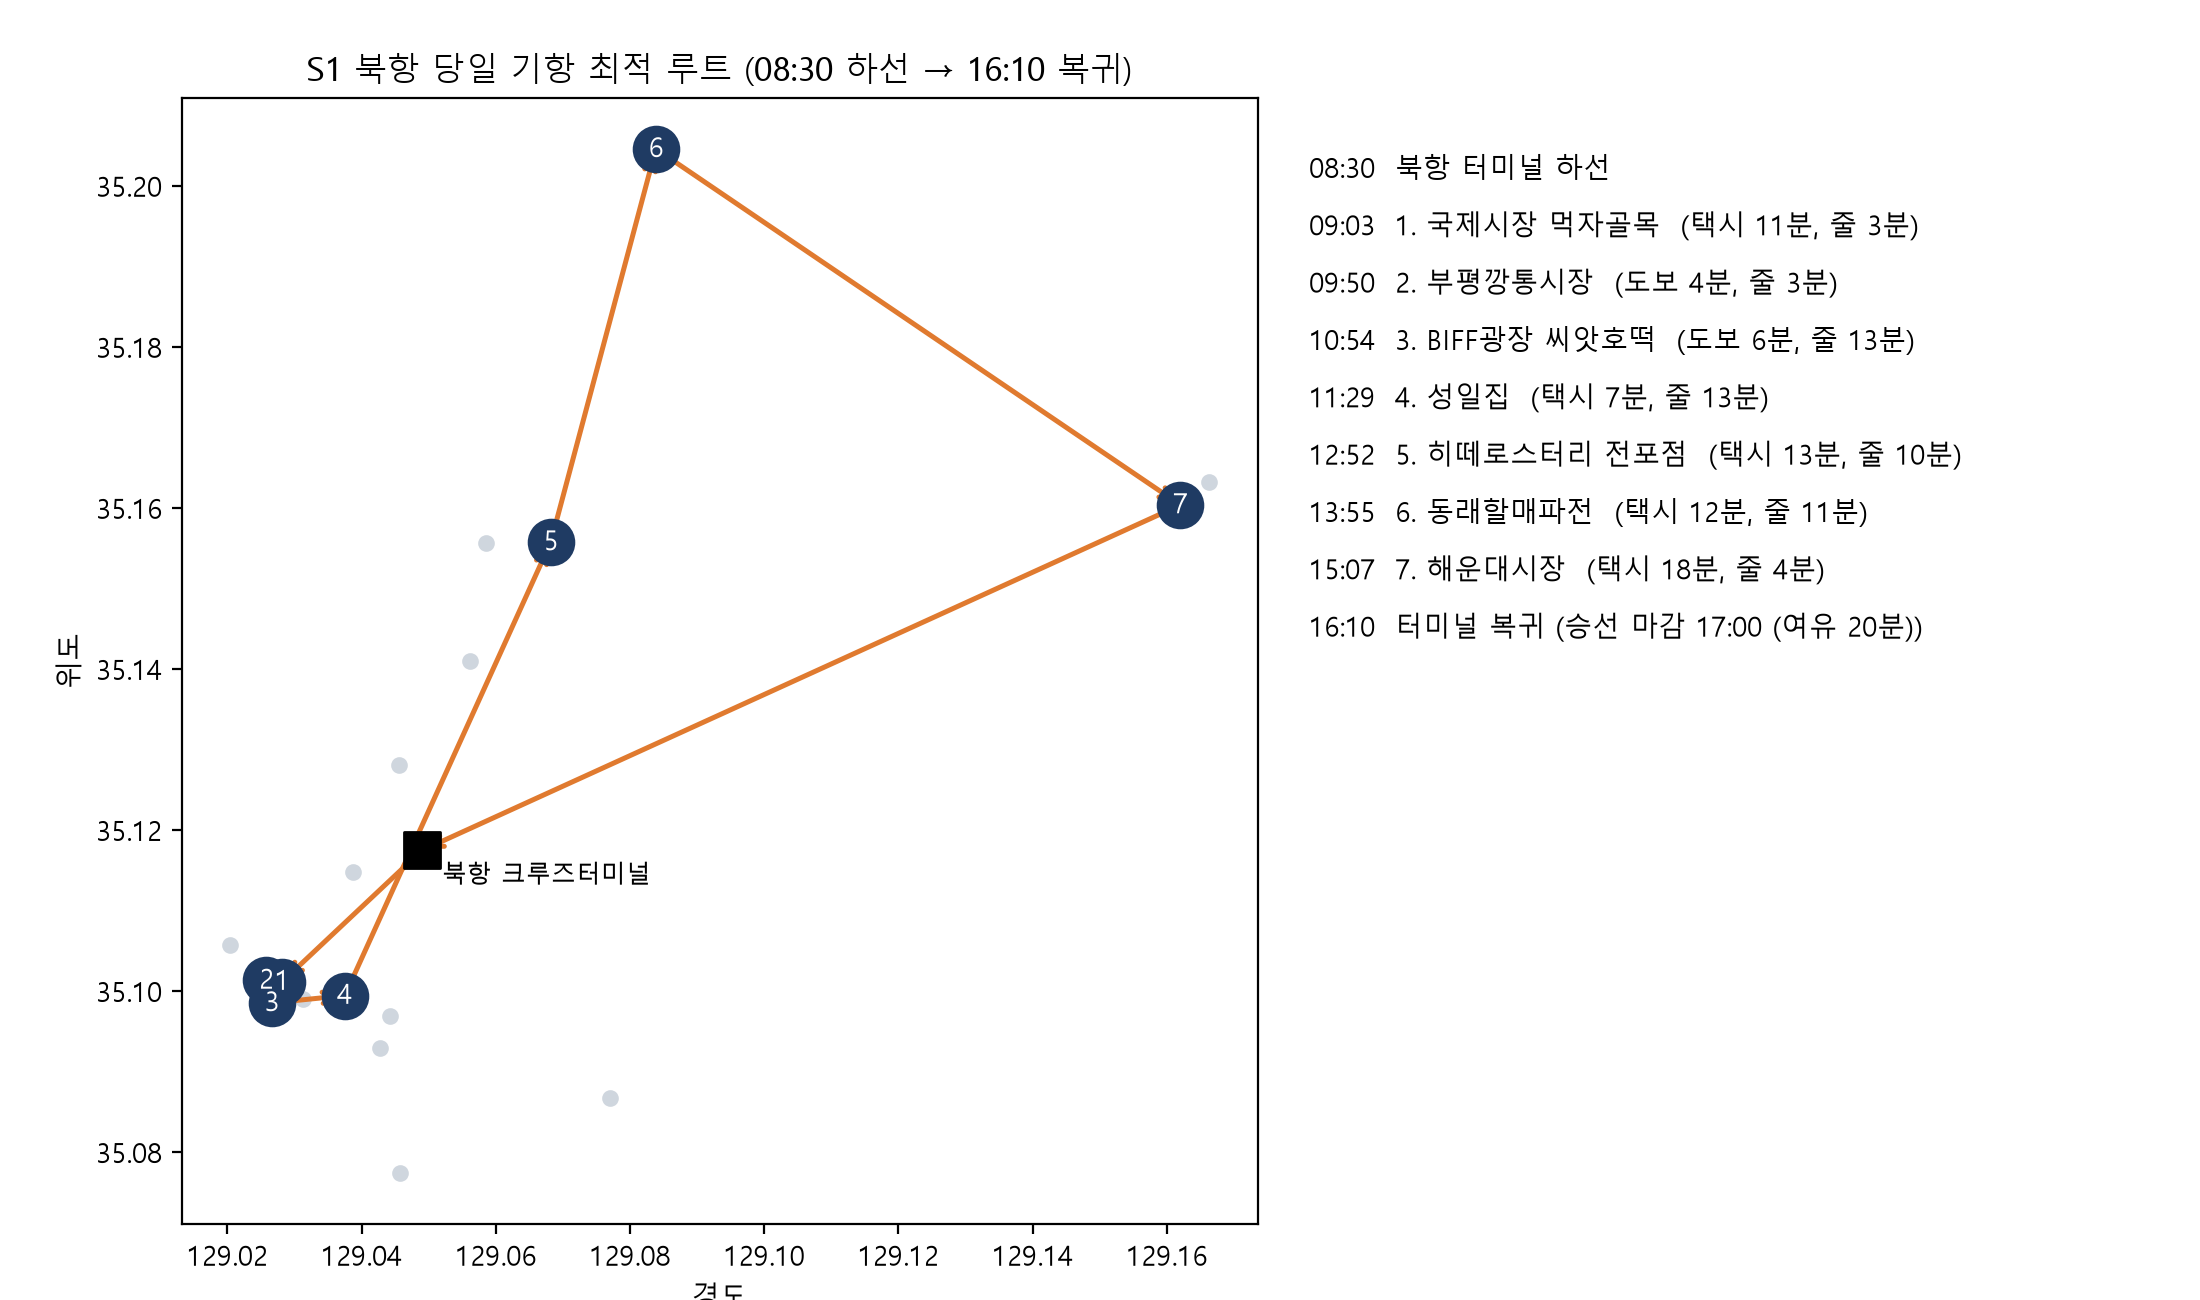 S1 북항 당일 기항 최적 루트 (08:30 하선 → 16:10 복귀)
35.20
35.18
35.16
35.14
35.12
35.10
35.08
위도
129.02 129.04 129.06 129.08 129.10 129.12 129.14 129.16
경도
6
7
5
북항 크루즈터미널
21
3
4
08:30 북항 터미널 하선
09:03 1. 국제시장 먹자골목 (택시 11분, 줄 3분)
09:50 2. 부평깡통시장 (도보 4분, 줄 3분)
10:54 3. BIFF광장 씨앗호떡 (도보 6분, 줄 13분)
11:29 4. 성일집 (택시 7분, 줄 13분)
12:52 5. 히떼로스터리 전포점 (택시 13분, 줄 10분)
13:55 6. 동래할매파전 (택시 12분, 줄 11분)
15:07 7. 해운대시장 (택시 18분, 줄 4분)
16:10 터미널 복귀 (승선 마감 17:00 (여유 20분))